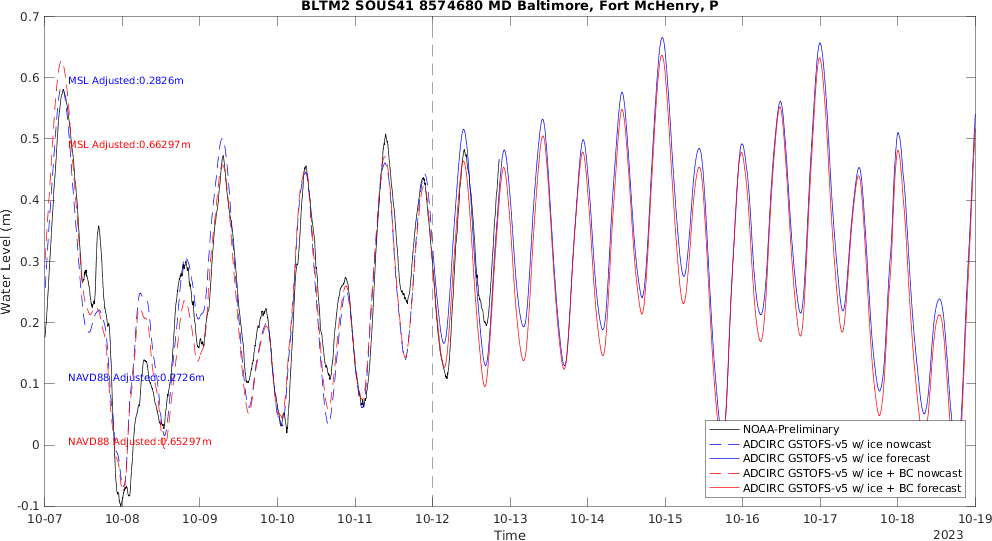 BLTM2 SOUS41 8574680 MD Baltimore, Fort McHenry, P
0.7
0.6
0.5
0.4
0.3
0.2
0.1
0
-0.1
Water Level (m)
MSL Adjusted:0.2826m
MSL Adjusted:0.66297m
NAVD88 Adjusted:0.2726m
NAVD88 Adjusted:0.65297m
NOAA-Preliminary
ADCIRC GSTOFS-v5 w/ ice nowcast
ADCIRC GSTOFS-v5 w/ ice forecast
ADCIRC GSTOFS-v5 w/ ice + BC nowcast
ADCIRC GSTOFS-v5 w/ ice + BC forecast
10-07 10-08 10-09 10-10 10-11 10-12 10-13 10-14 10-15 10-16 10-17 10-18 10-19
Time
2023